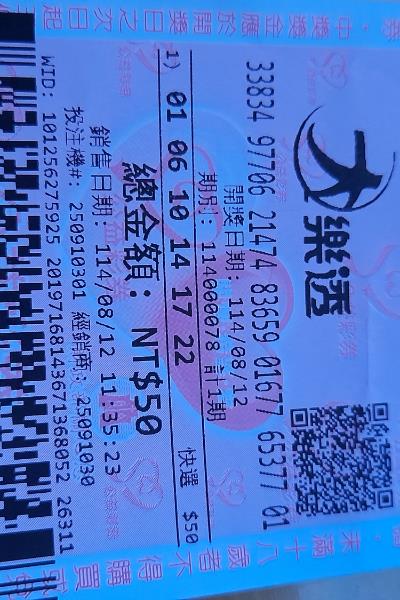 券‧中獎獎金應於開獎日之次日起
大樂透
33834 97706 21474 83659 01677 65377 01
開獎日期: 114/08/12
期別: 114000078 計1期
1) 01 06 10 14 17 22 快選 $50
總金額: NT$50
銷售日期: 114/08/12 11:35:23
投注機#: 250910301 經銷商: 25091030
WID: 101256275925 20197168143671368052 26311
未滿十八歲者不得購買或